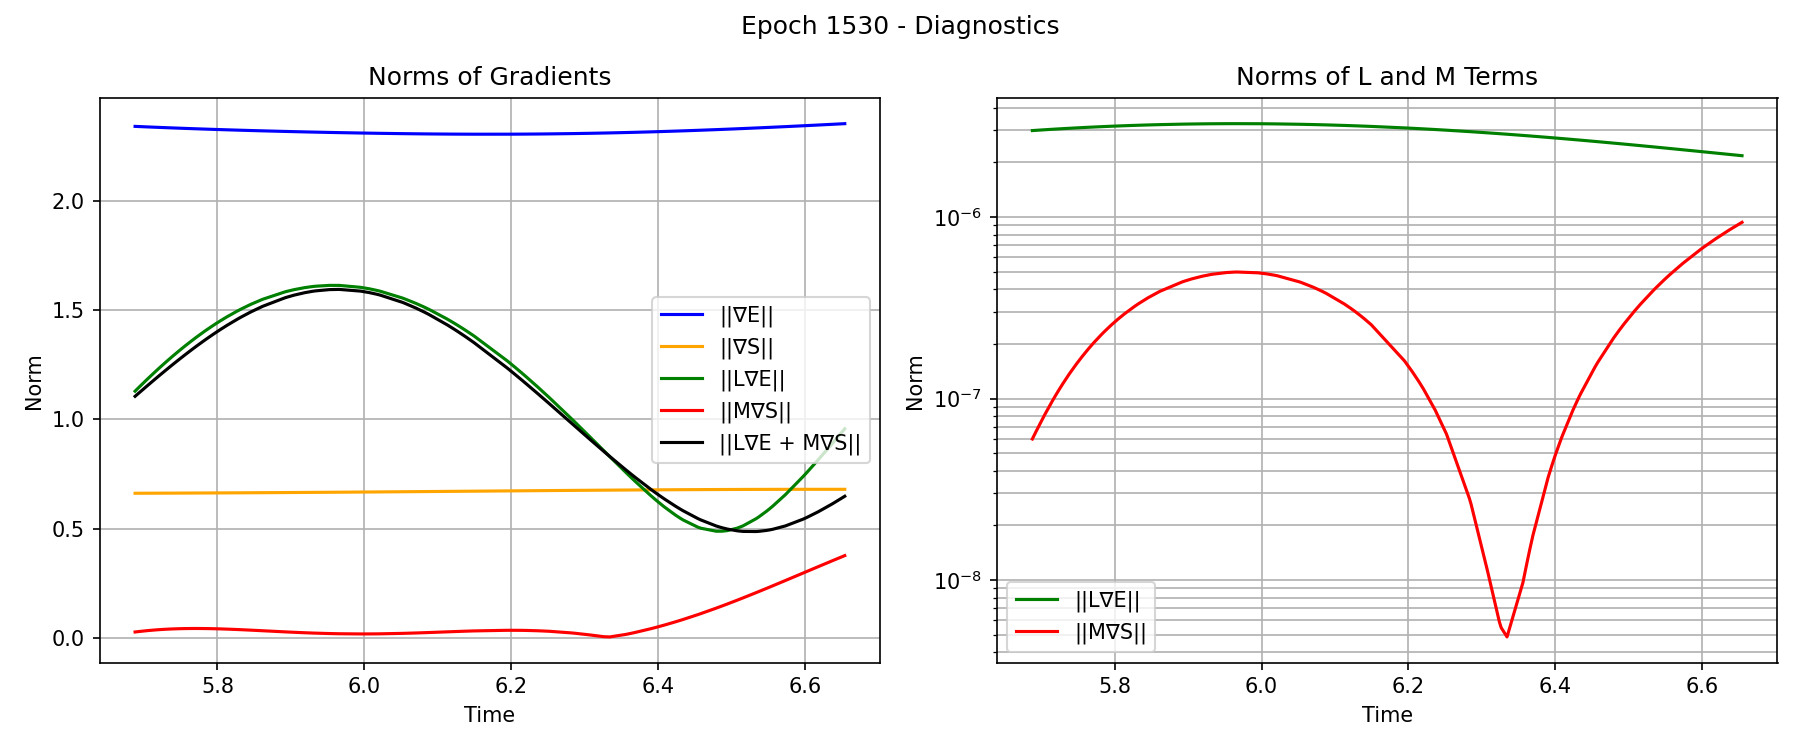 Epoch 1530 - Diagnostics
Norms of Gradients
Norm
2.0
1.5
1.0
0.5
0.0
||∇E||
||∇S||
||L∇E||
||M∇S||
||L∇E + M∇S||
5.8 6.0 6.2 6.4 6.6
Time
Norms of L and M Terms
Norm
10⁻⁶
10⁻⁷
10⁻⁸
||L∇E||
||M∇S||
5.8 6.0 6.2 6.4 6.6
Time